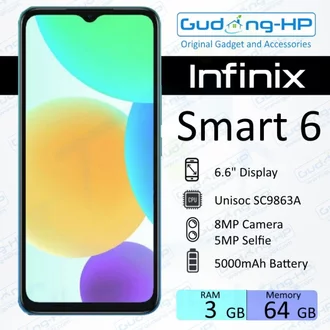 Gudang-HP
Original Gadget and Accessories
Infinix
Smart 6
6.6" Display
CPU
Unisoc SC9863A
8MP Camera
5MP Selfie
5000mAh Battery
RAM
3 GB
Memory
64 GB